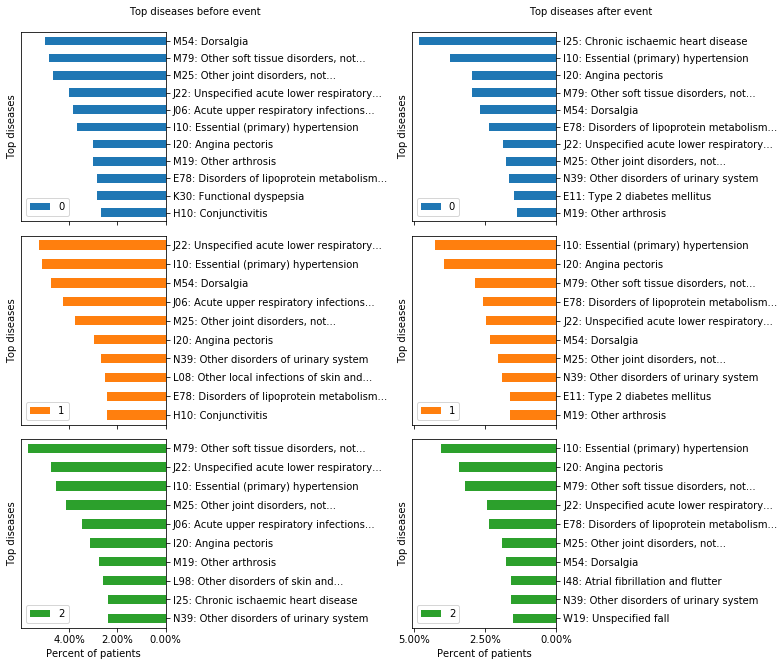 Top diseases before event
M54: Dorsalgia
M79: Other soft tissue disorders, not...
M25: Other joint disorders, not...
J22: Unspecified acute lower respiratory...
J06: Acute upper respiratory infections...
I10: Essential (primary) hypertension
I20: Angina pectoris
M19: Other arthrosis
E78: Disorders of lipoprotein metabolism...
K30: Functional dyspepsia
H10: Conjunctivitis
Top diseases
0
J22: Unspecified acute lower respiratory...
I10: Essential (primary) hypertension
M54: Dorsalgia
J06: Acute upper respiratory infections...
M25: Other joint disorders, not...
I20: Angina pectoris
N39: Other disorders of urinary system
L08: Other local infections of skin and...
E78: Disorders of lipoprotein metabolism...
H10: Conjunctivitis
Top diseases
1
M79: Other soft tissue disorders, not...
J22: Unspecified acute lower respiratory...
I10: Essential (primary) hypertension
M25: Other joint disorders, not...
J06: Acute upper respiratory infections...
I20: Angina pectoris
M19: Other arthrosis
L98: Other disorders of skin and...
I25: Chronic ischaemic heart disease
N39: Other disorders of urinary system
Top diseases
2
4.00% 2.00% 0.00%
Percent of patients
Top diseases after event
I25: Chronic ischaemic heart disease
I10: Essential (primary) hypertension
I20: Angina pectoris
M79: Other soft tissue disorders, not...
M54: Dorsalgia
E78: Disorders of lipoprotein metabolism...
J22: Unspecified acute lower respiratory...
M25: Other joint disorders, not...
N39: Other disorders of urinary system
E11: Type 2 diabetes mellitus
M19: Other arthrosis
Top diseases
0
I10: Essential (primary) hypertension
I20: Angina pectoris
M79: Other soft tissue disorders, not...
E78: Disorders of lipoprotein metabolism...
J22: Unspecified acute lower respiratory...
M54: Dorsalgia
M25: Other joint disorders, not...
N39: Other disorders of urinary system
E11: Type 2 diabetes mellitus
M19: Other arthrosis
Top diseases
1
I10: Essential (primary) hypertension
I20: Angina pectoris
M79: Other soft tissue disorders, not...
J22: Unspecified acute lower respiratory...
E78: Disorders of lipoprotein metabolism...
M25: Other joint disorders, not...
M54: Dorsalgia
I48: Atrial fibrillation and flutter
N39: Other disorders of urinary system
W19: Unspecified fall
Top diseases
2
5.00% 2.50% 0.00%
Percent of patients